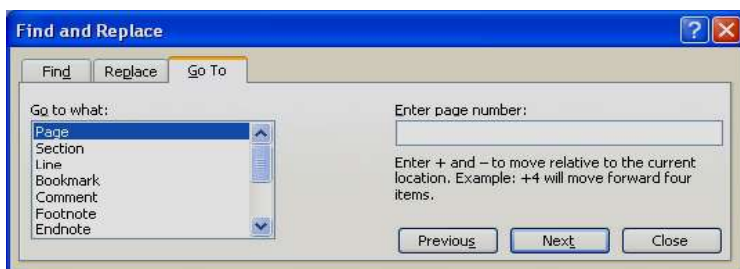 Find and Replace
Find Replace Go To
Go to what:
Page
Section
Line
Bookmark
Comment
Footnote
Endnote
Enter page number:
Enter + and – to move relative to the current
location. Example: +4 will move forward four
items.
Previous Next Close